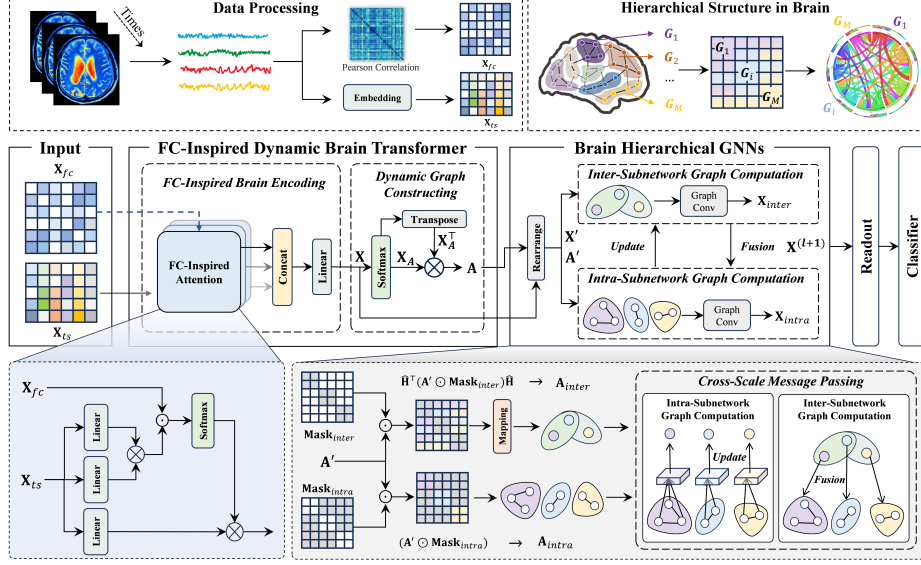 Data Processing
Times
Pearson Correlation
X_fc
Embedding
X_ts
Hierarchical Structure in Brain
G_1
G_2
...
G_M
G_1
G_i
G_M
G_M
G_1
G_i
Input
X_fc
X_ts
FC-Inspired Dynamic Brain Transformer
FC-Inspired Brain Encoding
FC-Inspired
Attention
Concat
Linear
X
Dynamic Graph
Constructing
Transpose
Softmax
X_A^⊤
X_A
A
Brain Hierarchical GNNs
Rearrange
X′
A′
Inter-Subnetwork Graph Computation
Graph
Conv
X_inter
Update
Fusion
X^(l+1)
Intra-Subnetwork Graph Computation
Graph
Conv
X_intra
Readout
Classifier
X_fc
X_ts
Linear
Linear
Linear
Softmax
Ĥ^⊤(A′ ⊙ Mask_inter)Ĥ → A_inter
Mask_inter
A′
Mask_intra
Mapping
(A′ ⊙ Mask_intra) → A_intra
Cross-Scale Message Passing
Intra-Subnetwork
Graph Computation
Update
Inter-Subnetwork
Graph Computation
Fusion